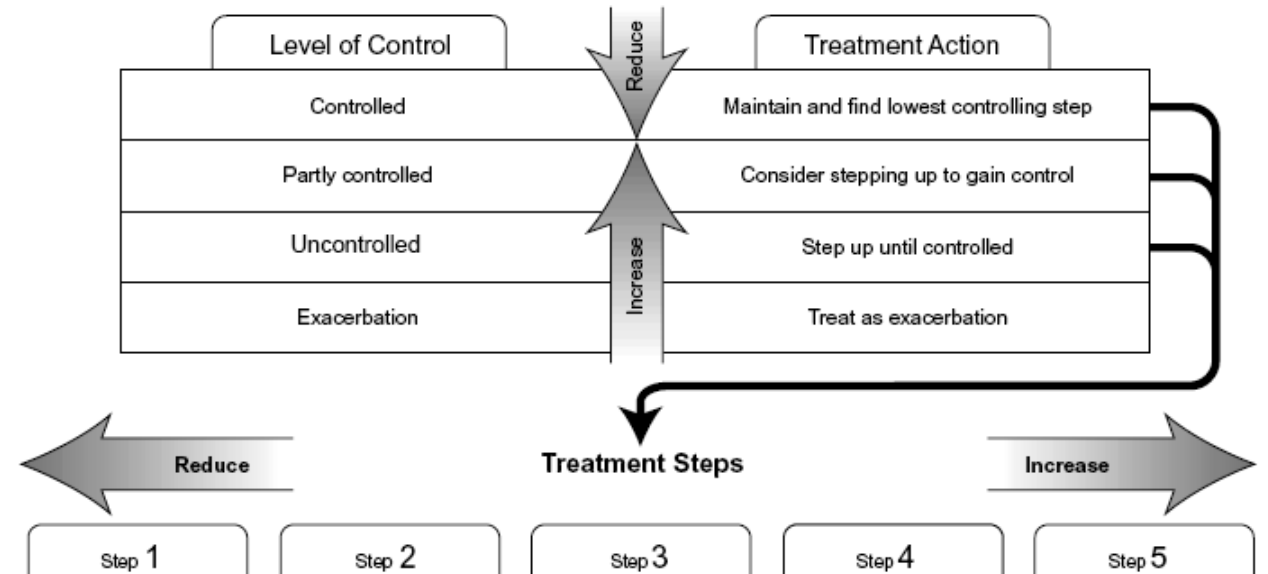 Level of Control
Reduce
Treatment Action
Controlled
Maintain and find lowest controlling step
Partly controlled
Consider stepping up to gain control
Uncontrolled
Increase
Step up until controlled
Exacerbation
Treat as exacerbation
Reduce
Treatment Steps
Increase
Step 1
Step 2
Step 3
Step 4
Step 5